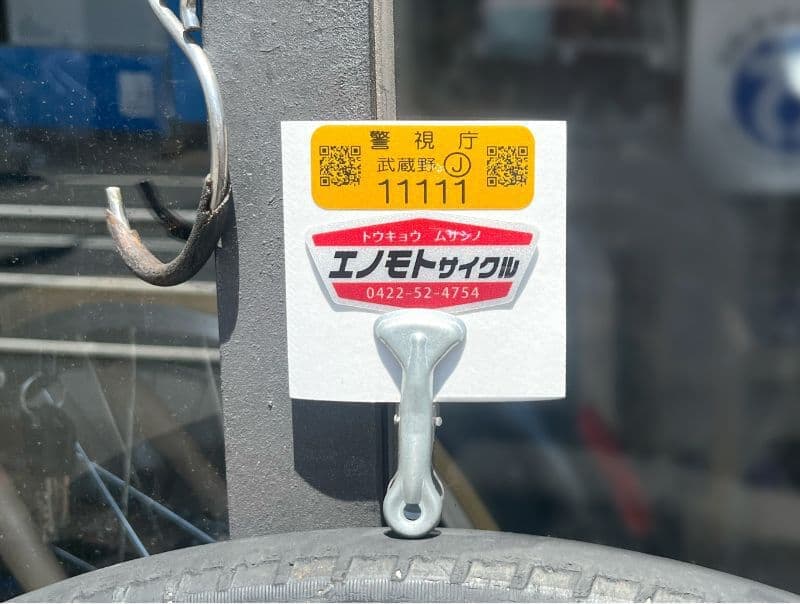 警視庁
武蔵野 Ⓙ
11111
トウキョウ ムサシノ
エノモトサイクル
0422-52-4754